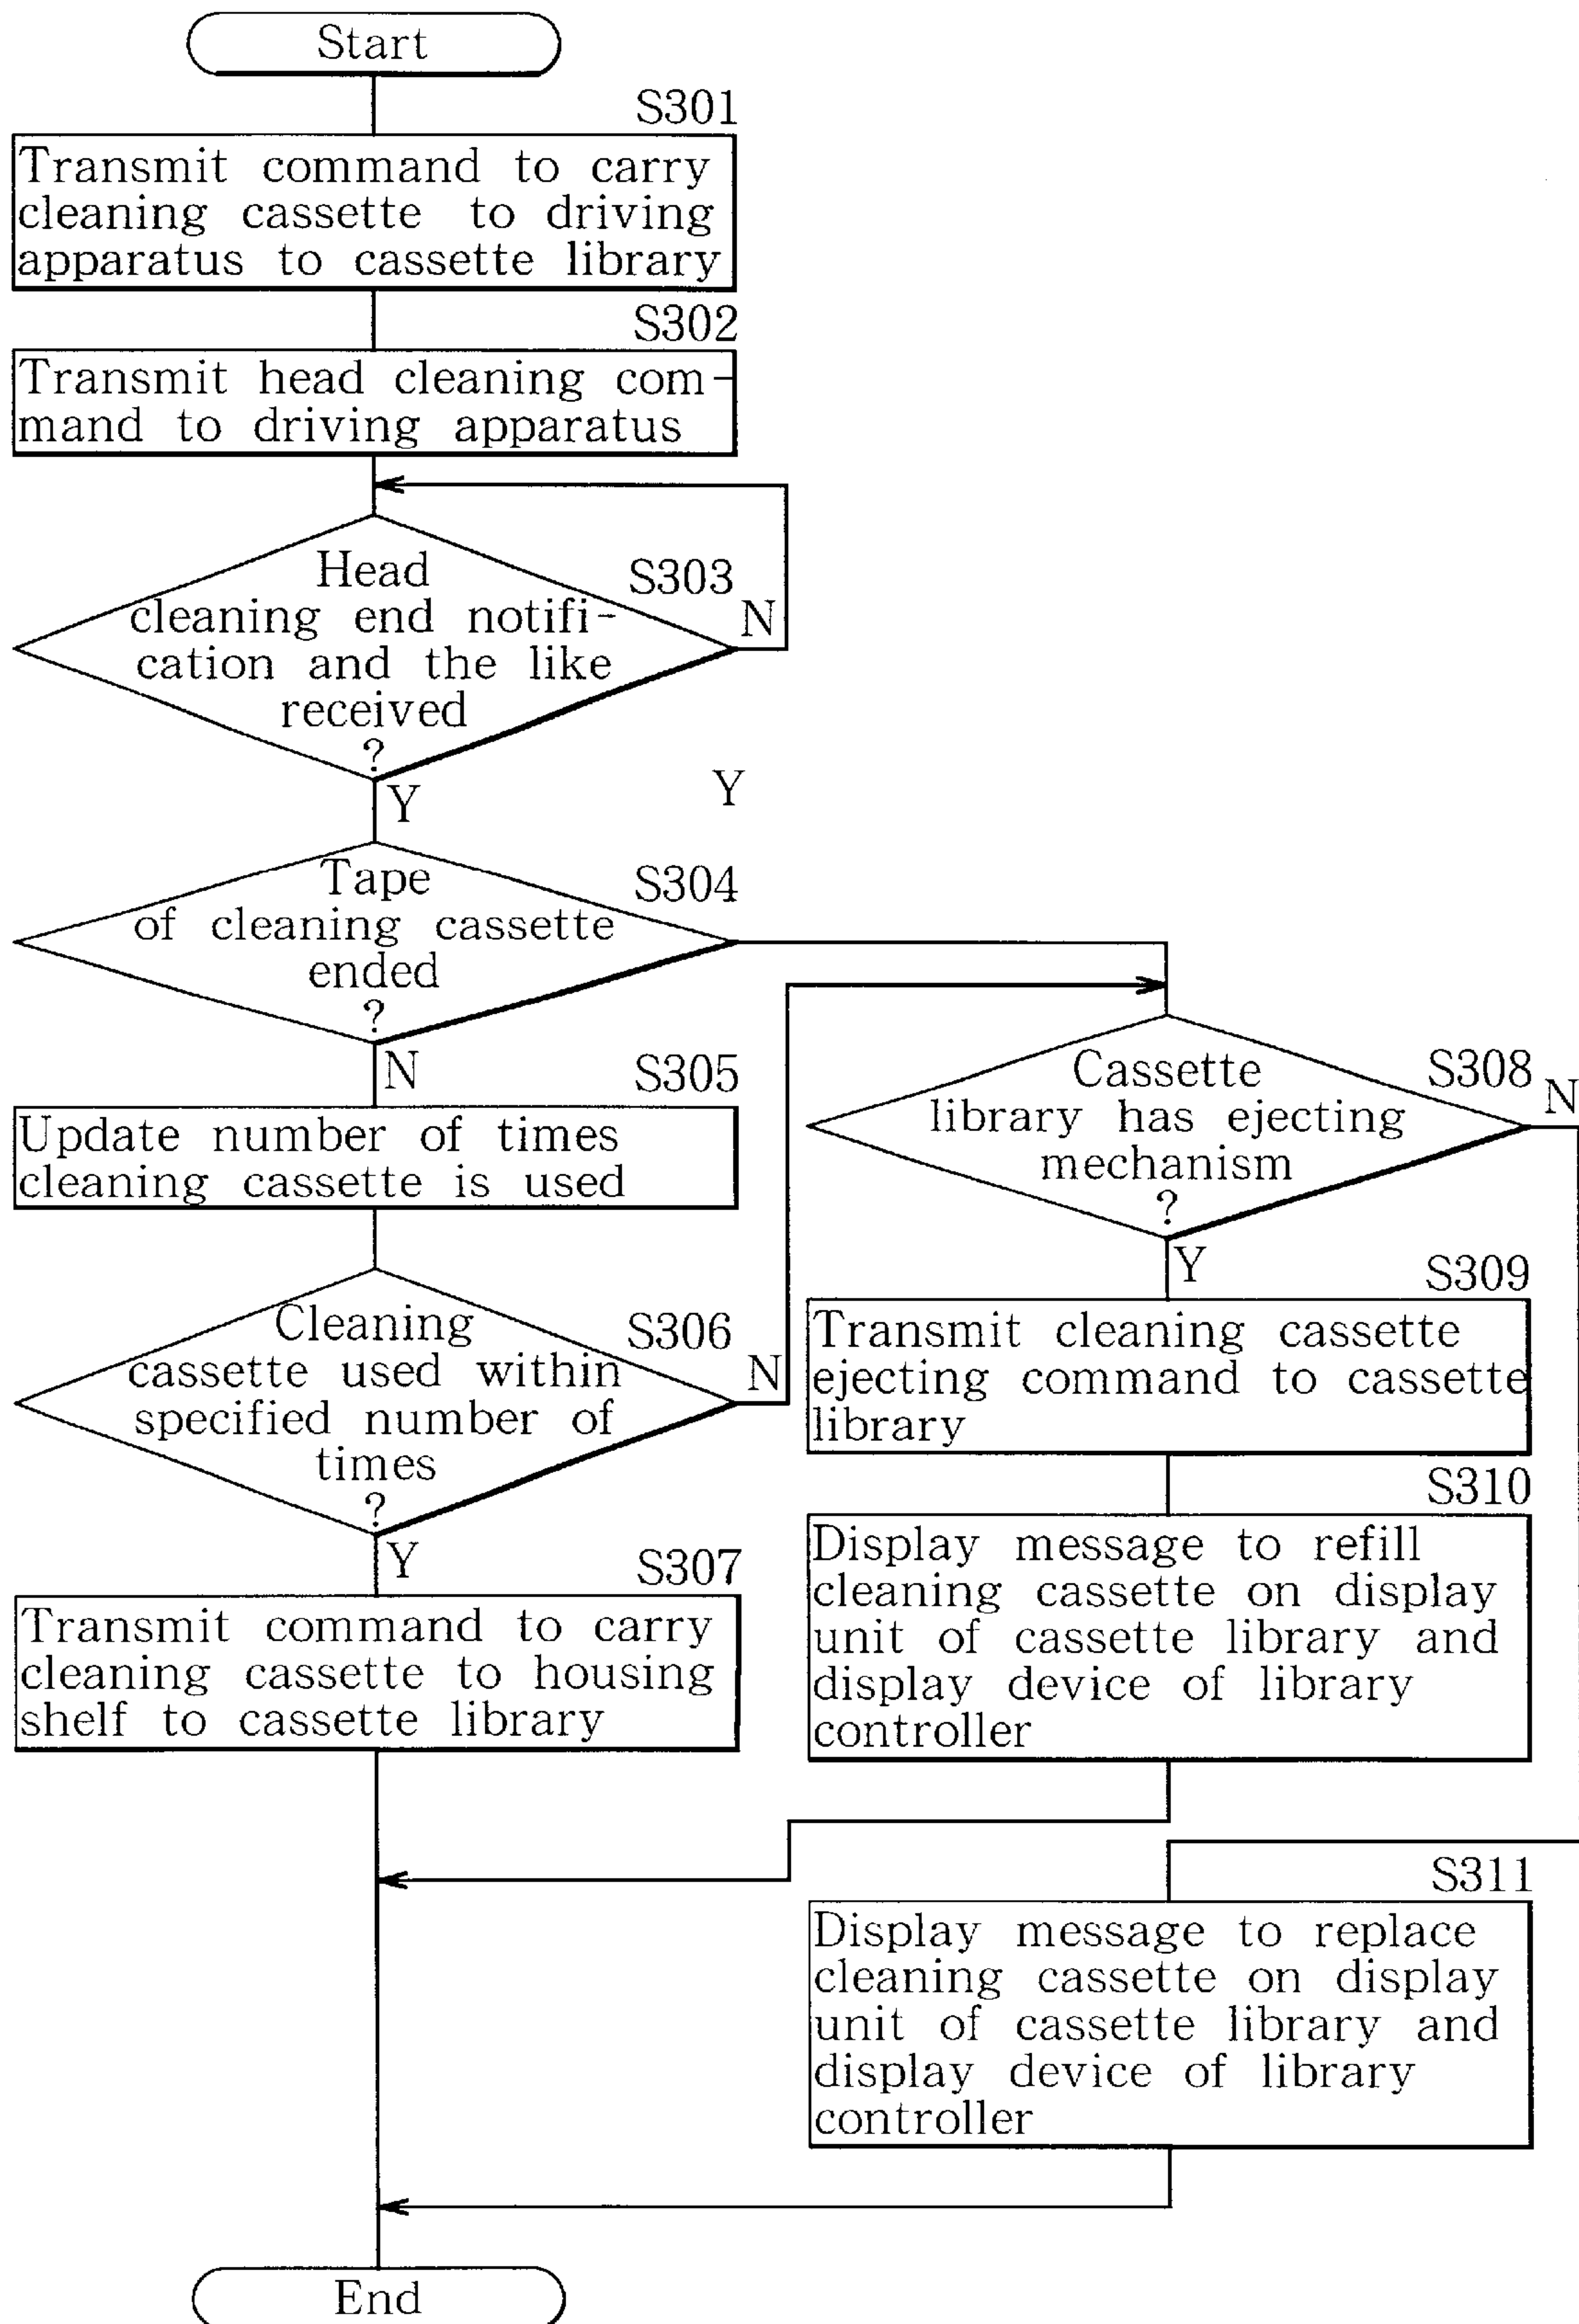 Start
S301
Transmit command to carry
cleaning cassette to driving
apparatus to cassette library
S302
Transmit head cleaning com-
mand to driving apparatus
Head
cleaning end notifi-
cation and the like
received
?
S303
N
Y
Y
Tape
of cleaning cassette
ended
?
S304
N
S305
Update number of times
cleaning cassette is used
Cleaning
cassette used within
specified number of
times
?
S306
N
Y
S307
Transmit command to carry
cleaning cassette to housing
shelf to cassette library
Cassette
library has ejecting
mechanism
?
S308
N
Y
S309
Transmit cleaning cassette
ejecting command to cassette
library
S310
Display message to refill
cleaning cassette on display
unit of cassette library and
display device of library
controller
S311
Display message to replace
cleaning cassette on display
unit of cassette library and
display device of library
controller
End